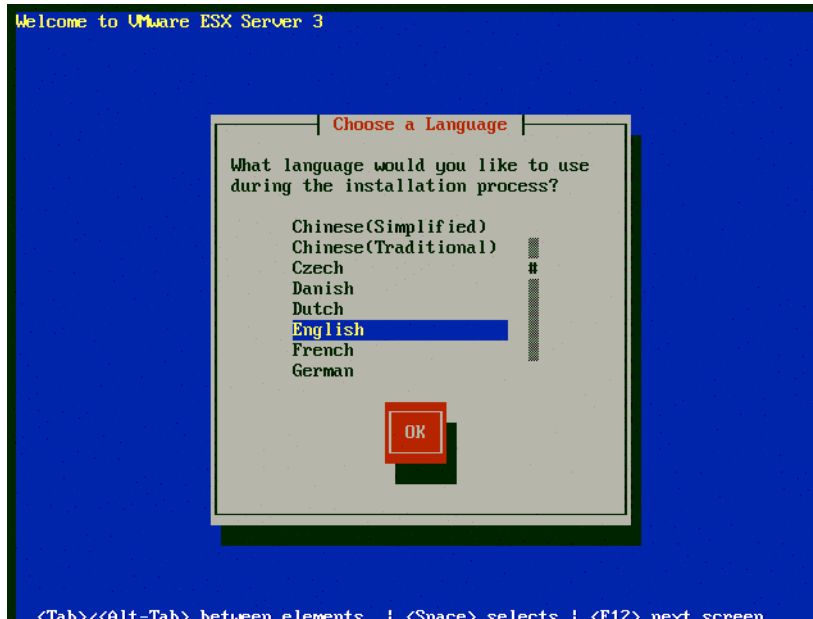 Welcome to VMware ESX Server 3
Choose a Language
What language would you like to use
during the installation process?
Chinese(Simplified)
Chinese(Traditional)
Czech
#
Danish
Dutch
English
French
German
OK
<Tab>/<Alt-Tab> between elements | <Space> selects | <F12> next screen